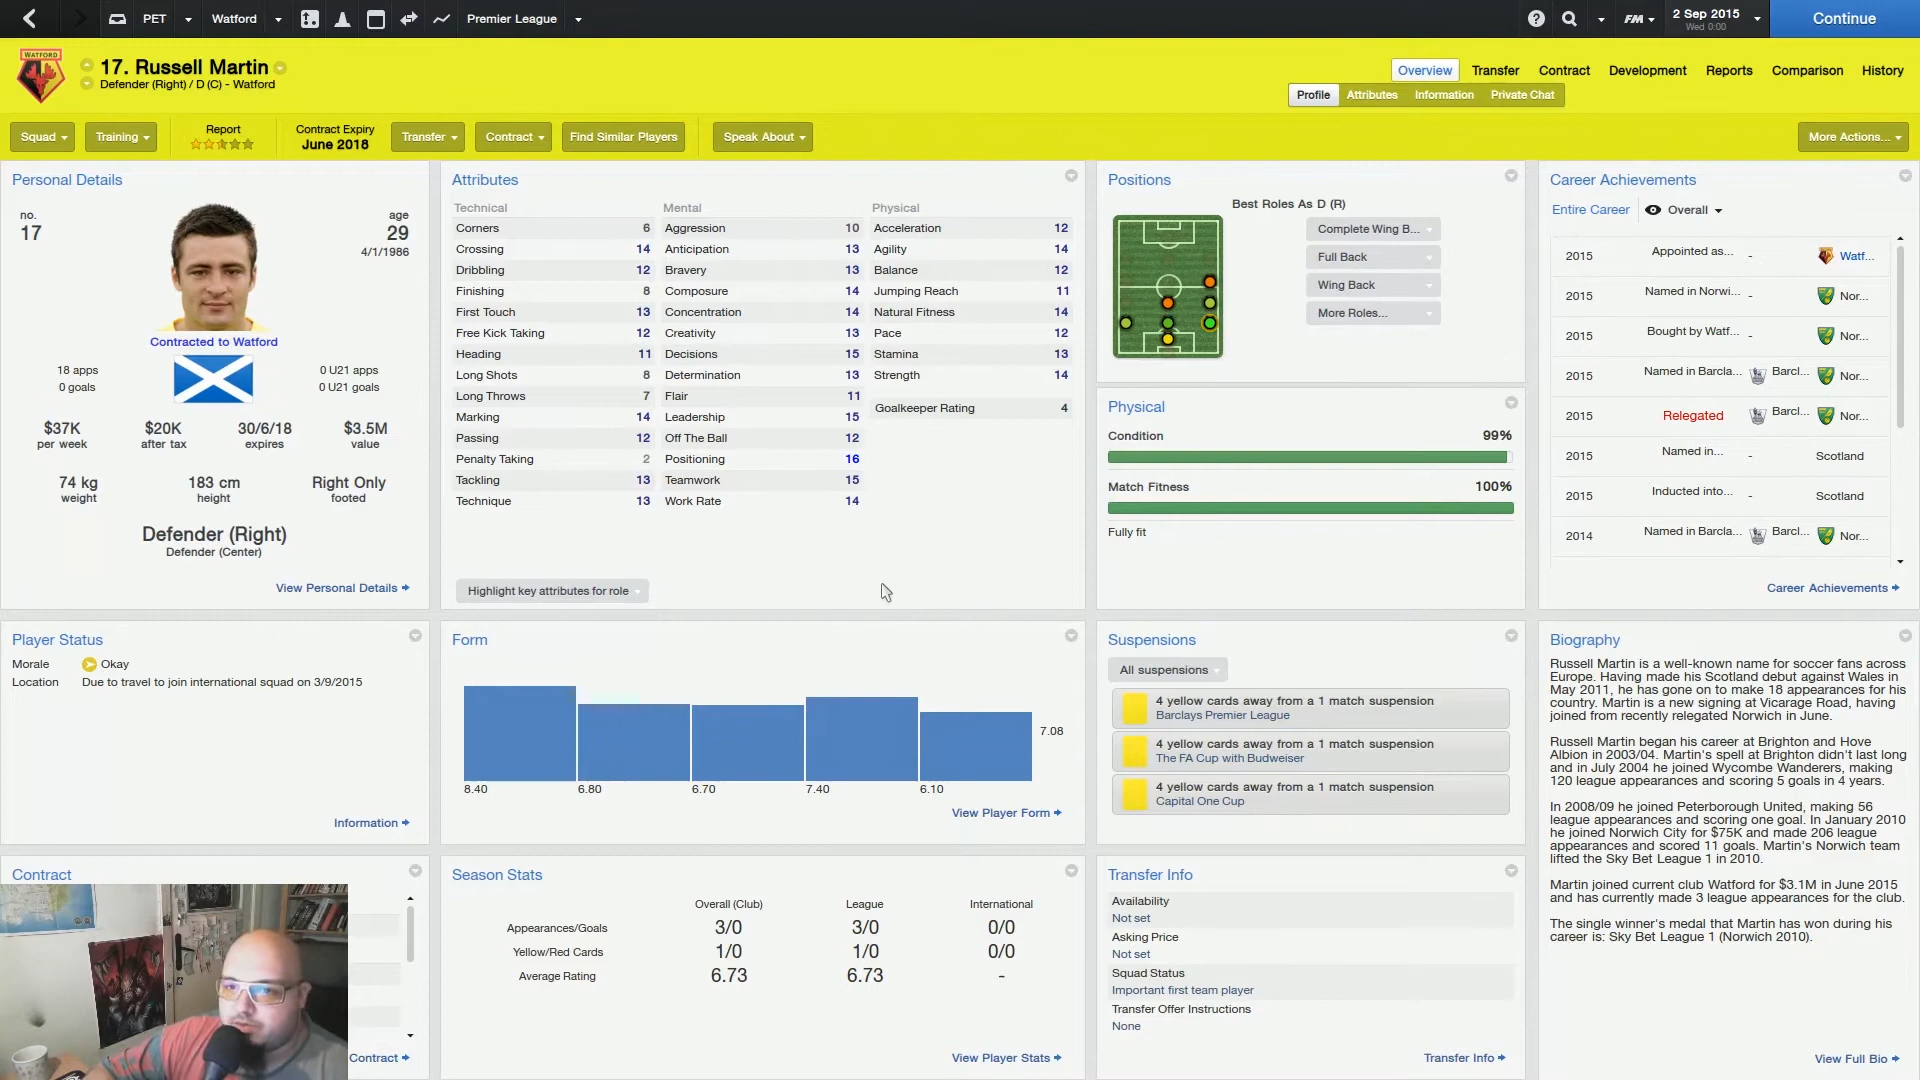 PET
Watford
Premier League
FM
2 Sep 2015
Wed 0:00
Continue
WATFORD
17. Russell Martin
Defender (Right) / D (C) - Watford
Overview
Transfer
Contract
Development
Reports
Comparison
History
Profile
Attributes
Information
Private Chat
Squad
Training
Report
Contract Expiry
June 2018
Transfer
Contract
Find Similar Players
Speak About
More Actions...
Personal Details
no.
17
age
29
4/1/1986
Contracted to Watford
18 apps
0 goals
0 U21 apps
0 U21 goals
$37K
per week
$20K
after tax
30/6/18
expires
$3.5M
value
74 kg
weight
183 cm
height
Right Only
footed
Defender (Right)
Defender (Center)
View Personal Details
Attributes
Technical
Corners 6
Crossing 14
Dribbling 12
Finishing 8
First Touch 13
Free Kick Taking 12
Heading 11
Long Shots 8
Long Throws 7
Marking 14
Passing 12
Penalty Taking 2
Tackling 13
Technique 13
Mental
Aggression 10
Anticipation 13
Bravery 13
Composure 14
Concentration 14
Creativity 13
Decisions 15
Determination 13
Flair 11
Leadership 15
Off The Ball 12
Positioning 16
Teamwork 15
Work Rate 14
Physical
Acceleration 12
Agility 14
Balance 12
Jumping Reach 11
Natural Fitness 14
Pace 12
Stamina 13
Strength 14
Goalkeeper Rating 4
Highlight key attributes for role
Positions
Best Roles As D (R)
Complete Wing B...
Full Back
Wing Back
More Roles...
Physical
Condition 99%
Match Fitness 100%
Fully fit
Career Achievements
Entire Career
Overall
2015 Appointed as... - Watf...
2015 Named in Norwi... - Nor...
2015 Bought by Watf... - Nor...
2015 Named in Barcla... Barcl... Nor...
2015 Relegated Barcl... Nor...
2015 Named in... - Scotland
2015 Inducted into... - Scotland
2014 Named in Barcla... Barcl... Nor...
Career Achievements
Player Status
Morale Okay
Location Due to travel to join international squad on 3/9/2015
Information
Form
7.08
8.40 6.80 6.70 7.40 6.10
View Player Form
Suspensions
All suspensions
4 yellow cards away from a 1 match suspension
Barclays Premier League
4 yellow cards away from a 1 match suspension
The FA Cup with Budweiser
4 yellow cards away from a 1 match suspension
Capital One Cup
Biography
Russell Martin is a well-known name for soccer fans across
Europe. Having made his Scotland debut against Wales in
May 2011, he has gone on to make 18 appearances for his
country. Martin is a new signing at Vicarage Road, having
joined from recently relegated Norwich in June.
Russell Martin began his career at Brighton and Hove
Albion in 2003/04. Martin's spell at Brighton didn't last long
and in July 2004 he joined Wycombe Wanderers, making
120 league appearances and scoring 5 goals in 4 years.
In 2008/09 he joined Peterborough United, making 56
league appearances and scoring one goal. In January 2010
he joined Norwich City for $75K and made 206 league
appearances and scored 11 goals. Martin's Norwich team
lifted the Sky Bet League 1 in 2010.
Martin joined current club Watford for $3.1M in June 2015
and has currently made 3 league appearances for the club.
The single winner's medal that Martin has won during his
career is: Sky Bet League 1 (Norwich 2010).
View Full Bio
Contract
Contract
Season Stats
Overall (Club) League International
Appearances/Goals 3/0 3/0 0/0
Yellow/Red Cards 1/0 1/0 0/0
Average Rating 6.73 6.73 -
View Player Stats
Transfer Info
Availability
Not set
Asking Price
Not set
Squad Status
Important first team player
Transfer Offer Instructions
None
Transfer Info